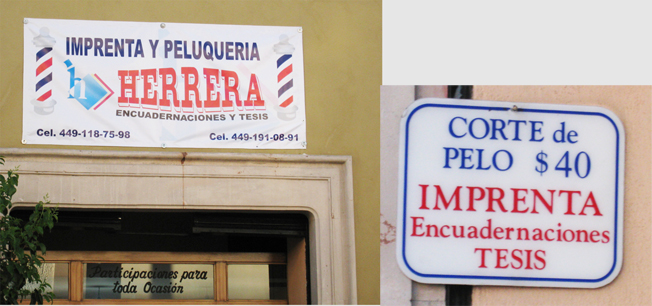 IMPRENTA Y PELUQUERIA
h HERRERA
ENCUADERNACIONES Y TESIS
Cel. 449-118-75-98 Cel. 449-191-08-91
Participaciones para
toda Ocasión
CORTE de
PELO $40
IMPRENTA
Encuadernaciones
TESIS